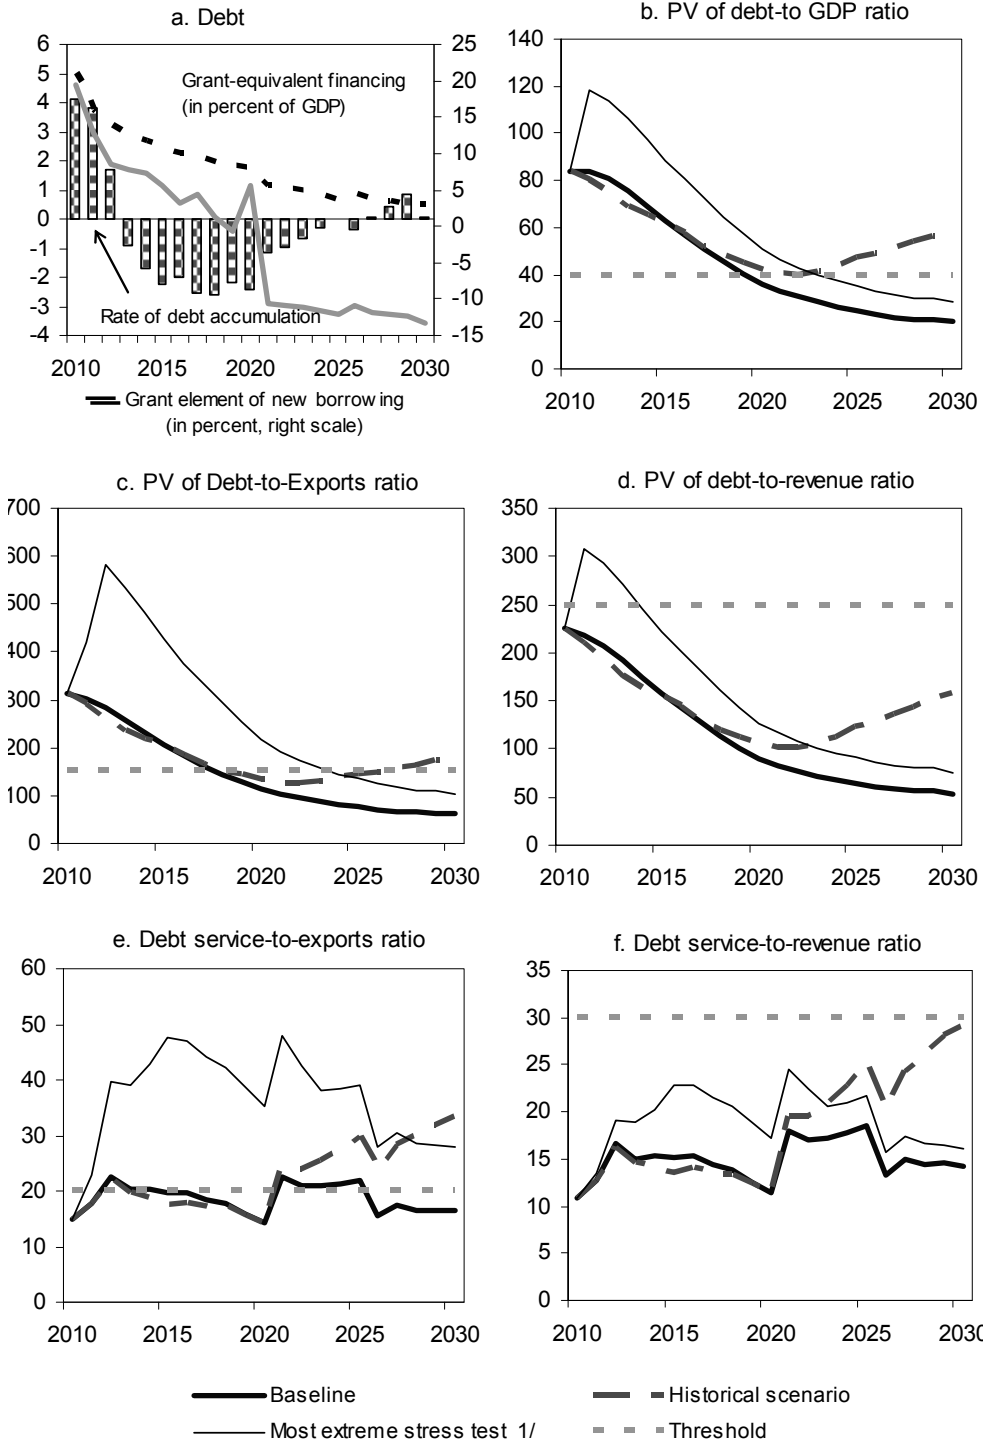 a. Debt
b. PV of debt-to GDP ratio
6
5
4
3
2
1
0
-1
-2
-3
-4
25
20
15
10
5
0
-5
-10
-15
Grant-equivalent financing
(in percent of GDP)
Rate of debt accumulation
2010 2015 2020 2025 2030
Grant element of new borrowing
(in percent, right scale)
140
120
100
80
60
40
20
0
2010 2015 2020 2025 2030
c. PV of Debt-to-Exports ratio
d. PV of debt-to-revenue ratio
700
600
500
400
300
200
100
0
2010 2015 2020 2025 2030
350
300
250
200
150
100
50
0
2010 2015 2020 2025 2030
e. Debt service-to-exports ratio
f. Debt service-to-revenue ratio
60
50
40
30
20
10
0
2010 2015 2020 2025 2030
35
30
25
20
15
10
5
0
2010 2015 2020 2025 2030
Baseline
Historical scenario
Most extreme stress test 1/
Threshold